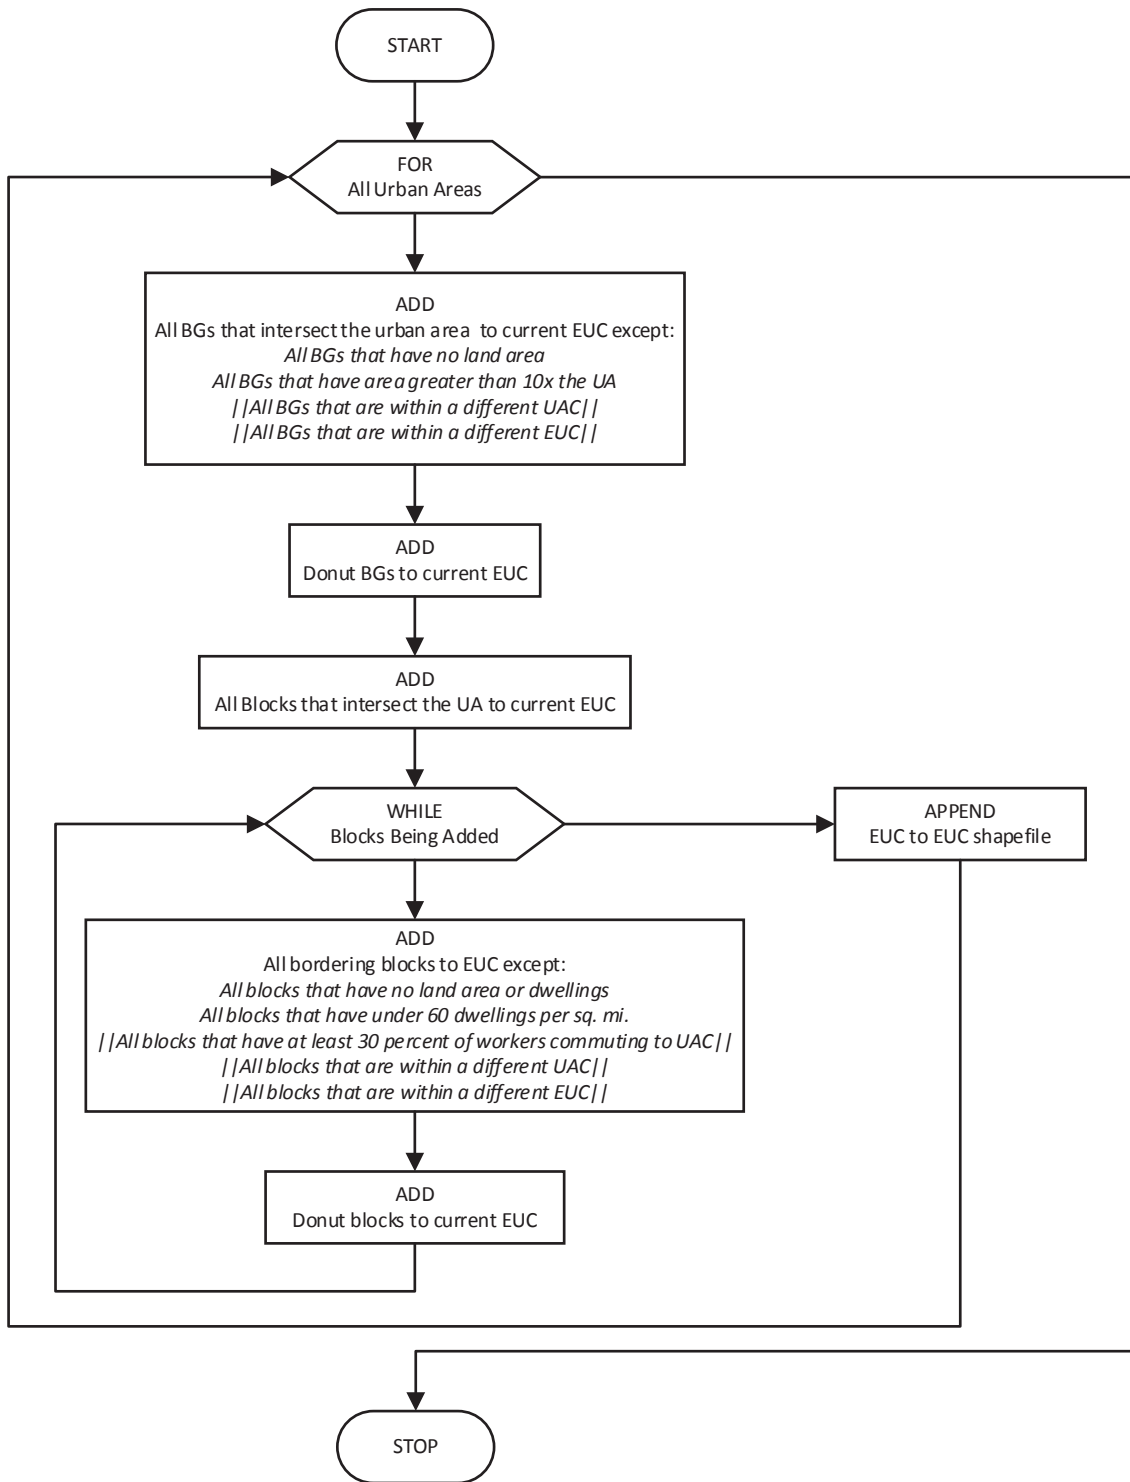 START
FOR
All Urban Areas
ADD
All BGs that intersect the urban area to current EUC except:
All BGs that have no land area
All BGs that have area greater than 10x the UA
||All BGs that are within a different UAC||
||All BGs that are within a different EUC||
ADD
Donut BGs to current EUC
ADD
All Blocks that intersect the UA to current EUC
WHILE
Blocks Being Added
APPEND
EUC to EUC shapefile
ADD
All bordering blocks to EUC except:
All blocks that have no land area or dwellings
All blocks that have under 60 dwellings per sq. mi.
||All blocks that have at least 30 percent of workers commuting to UAC||
||All blocks that are within a different UAC||
||All blocks that are within a different EUC||
ADD
Donut blocks to current EUC
STOP